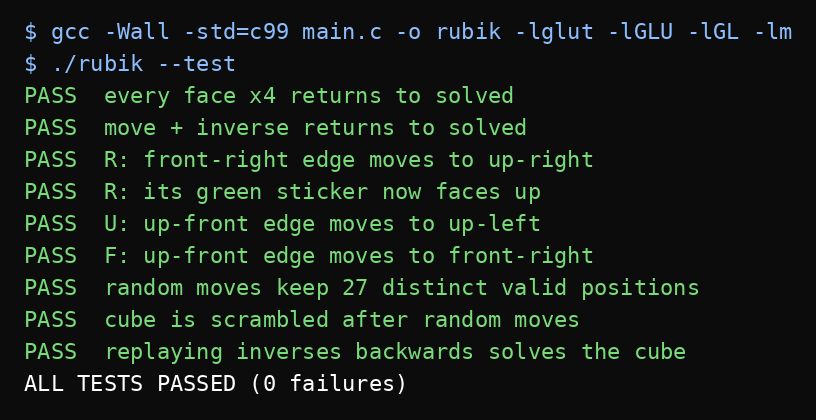 $ gcc -Wall -std=c99 main.c -o rubik -lglut -lGLU -lGL -lm
$ ./rubik --test
PASS  every face x4 returns to solved
PASS  move + inverse returns to solved
PASS  R: front-right edge moves to up-right
PASS  R: its green sticker now faces up
PASS  U: up-front edge moves to up-left
PASS  F: up-front edge moves to front-right
PASS  random moves keep 27 distinct valid positions
PASS  cube is scrambled after random moves
PASS  replaying inverses backwards solves the cube
ALL TESTS PASSED (0 failures)